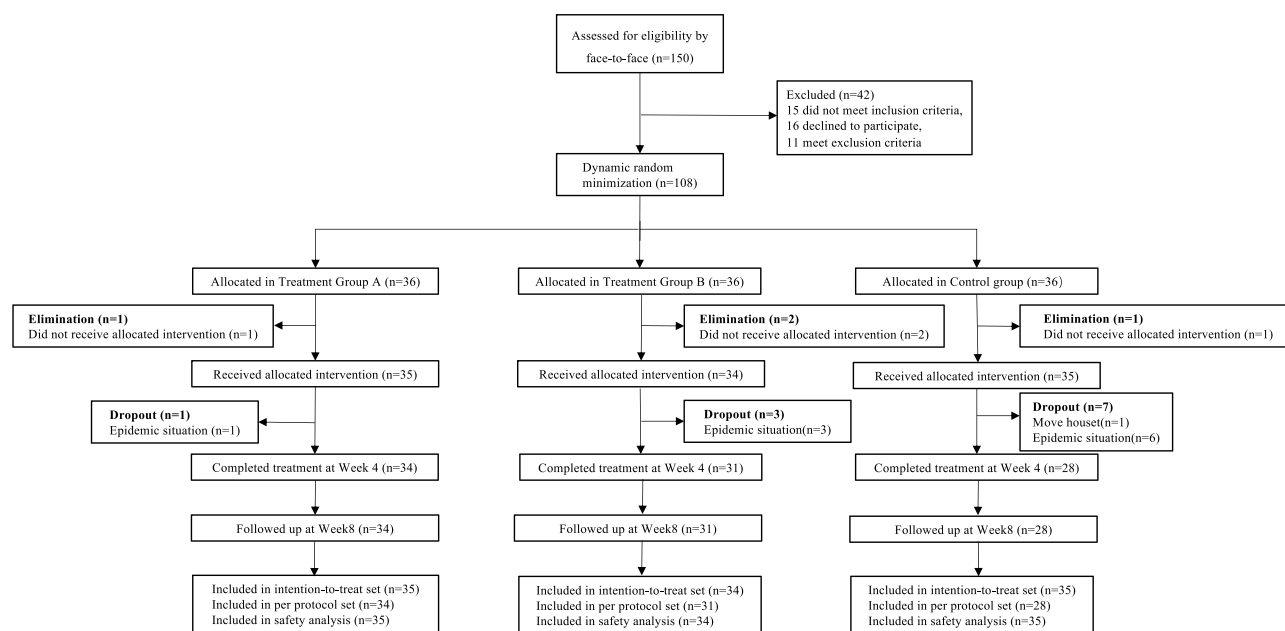 Assessed for eligibility by
face-to-face (n=150)
Excluded (n=42)
15 did not meet inclusion criteria,
16 declined to participate,
11 meet exclusion criteria
Dynamic random
minimization (n=108)
Allocated in Treatment Group A (n=36)
Allocated in Treatment Group B (n=36)
Allocated in Control group (n=36)
Elimination (n=1)
Did not receive allocated intervention (n=1)
Elimination (n=2)
Did not receive allocated intervention (n=2)
Elimination (n=1)
Did not receive allocated intervention (n=1)
Received allocated intervention (n=35)
Received allocated intervention (n=34)
Received allocated intervention (n=35)
Dropout (n=1)
Epidemic situation (n=1)
Dropout (n=3)
Epidemic situation(n=3)
Dropout (n=7)
Move houset(n=1)
Epidemic situation(n=6)
Completed treatment at Week 4 (n=34)
Completed treatment at Week 4 (n=31)
Completed treatment at Week 4 (n=28)
Followed up at Week8 (n=34)
Followed up at Week8 (n=31)
Followed up at Week8 (n=28)
Included in intention-to-treat set (n=35)
Included in per protocol set (n=34)
Included in safety analysis (n=35)
Included in intention-to-treat set (n=34)
Included in per protocol set (n=31)
Included in safety analysis (n=34)
Included in intention-to-treat set (n=35)
Included in per protocol set (n=28)
Included in safety analysis (n=35)